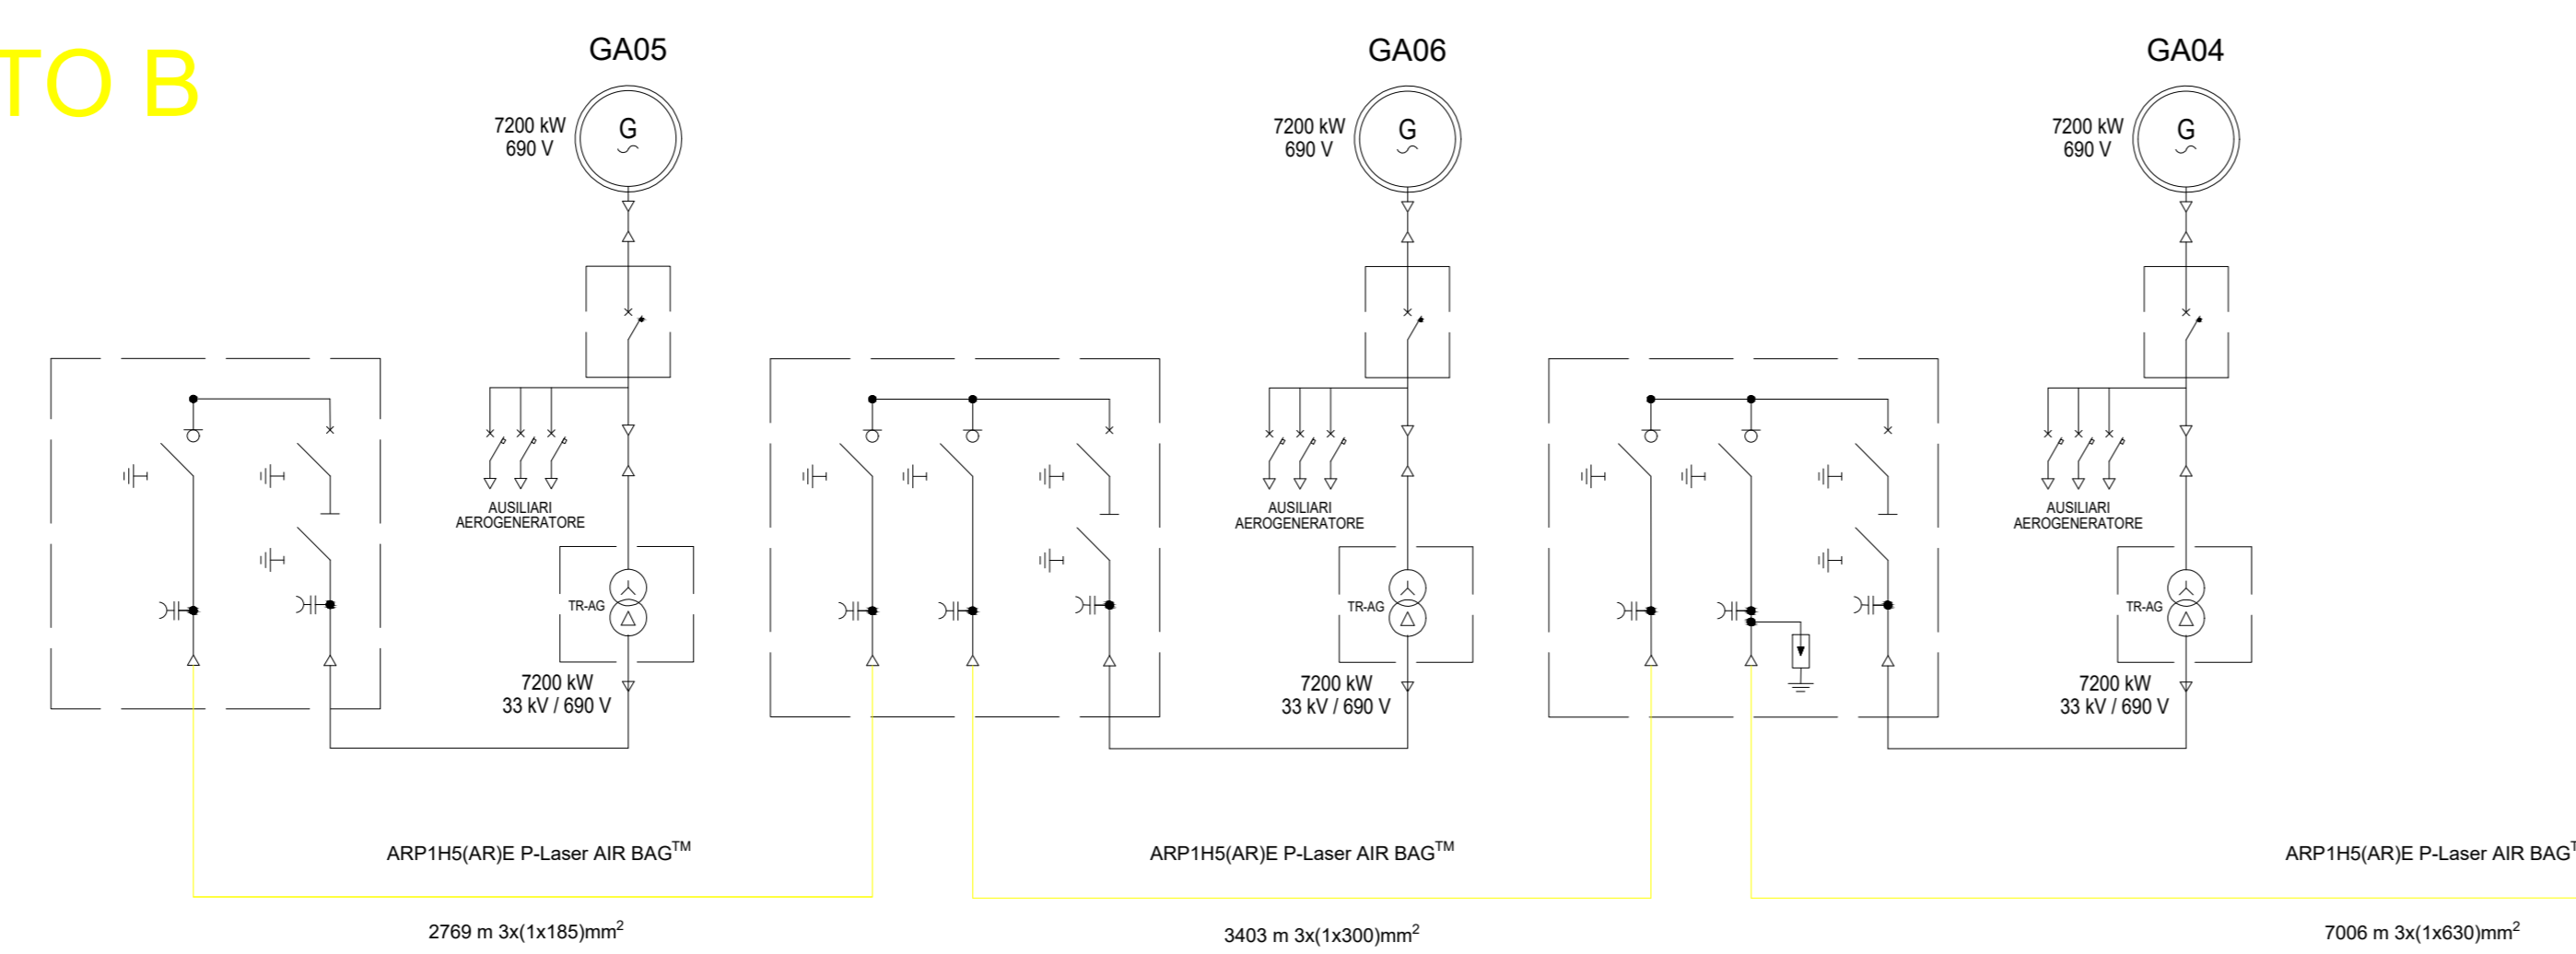 TO B
GA05
7200 kW
690 V
G
AUSILIARI
AEROGENERATORE
TR-AG
7200 kW
33 kV / 690 V
GA06
7200 kW
690 V
G
AUSILIARI
AEROGENERATORE
TR-AG
7200 kW
33 kV / 690 V
GA04
7200 kW
690 V
G
AUSILIARI
AEROGENERATORE
TR-AG
7200 kW
33 kV / 690 V
ARP1H5(AR)E P-Laser AIR BAG™
2769 m 3x(1x185)mm²
ARP1H5(AR)E P-Laser AIR BAG™
3403 m 3x(1x300)mm²
ARP1H5(AR)E P-Laser AIR BAG
7006 m 3x(1x630)mm²